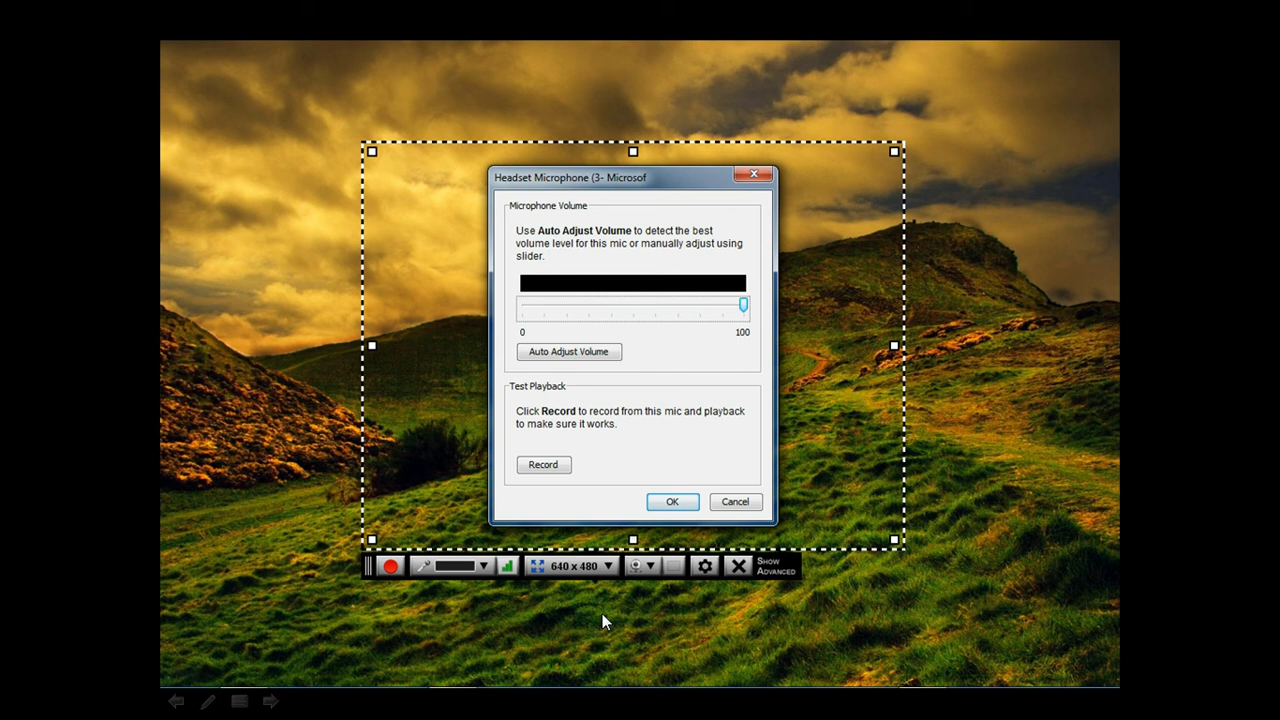 Headset Microphone (3- Microsof
Microphone Volume
Use Auto Adjust Volume to detect the best
volume level for this mic or manually adjust using
slider.
0 100
Auto Adjust Volume
Test Playback
Click Record to record from this mic and playback
to make sure it works.
Record
OK Cancel
640 x 480
SHOW
ADVANCED